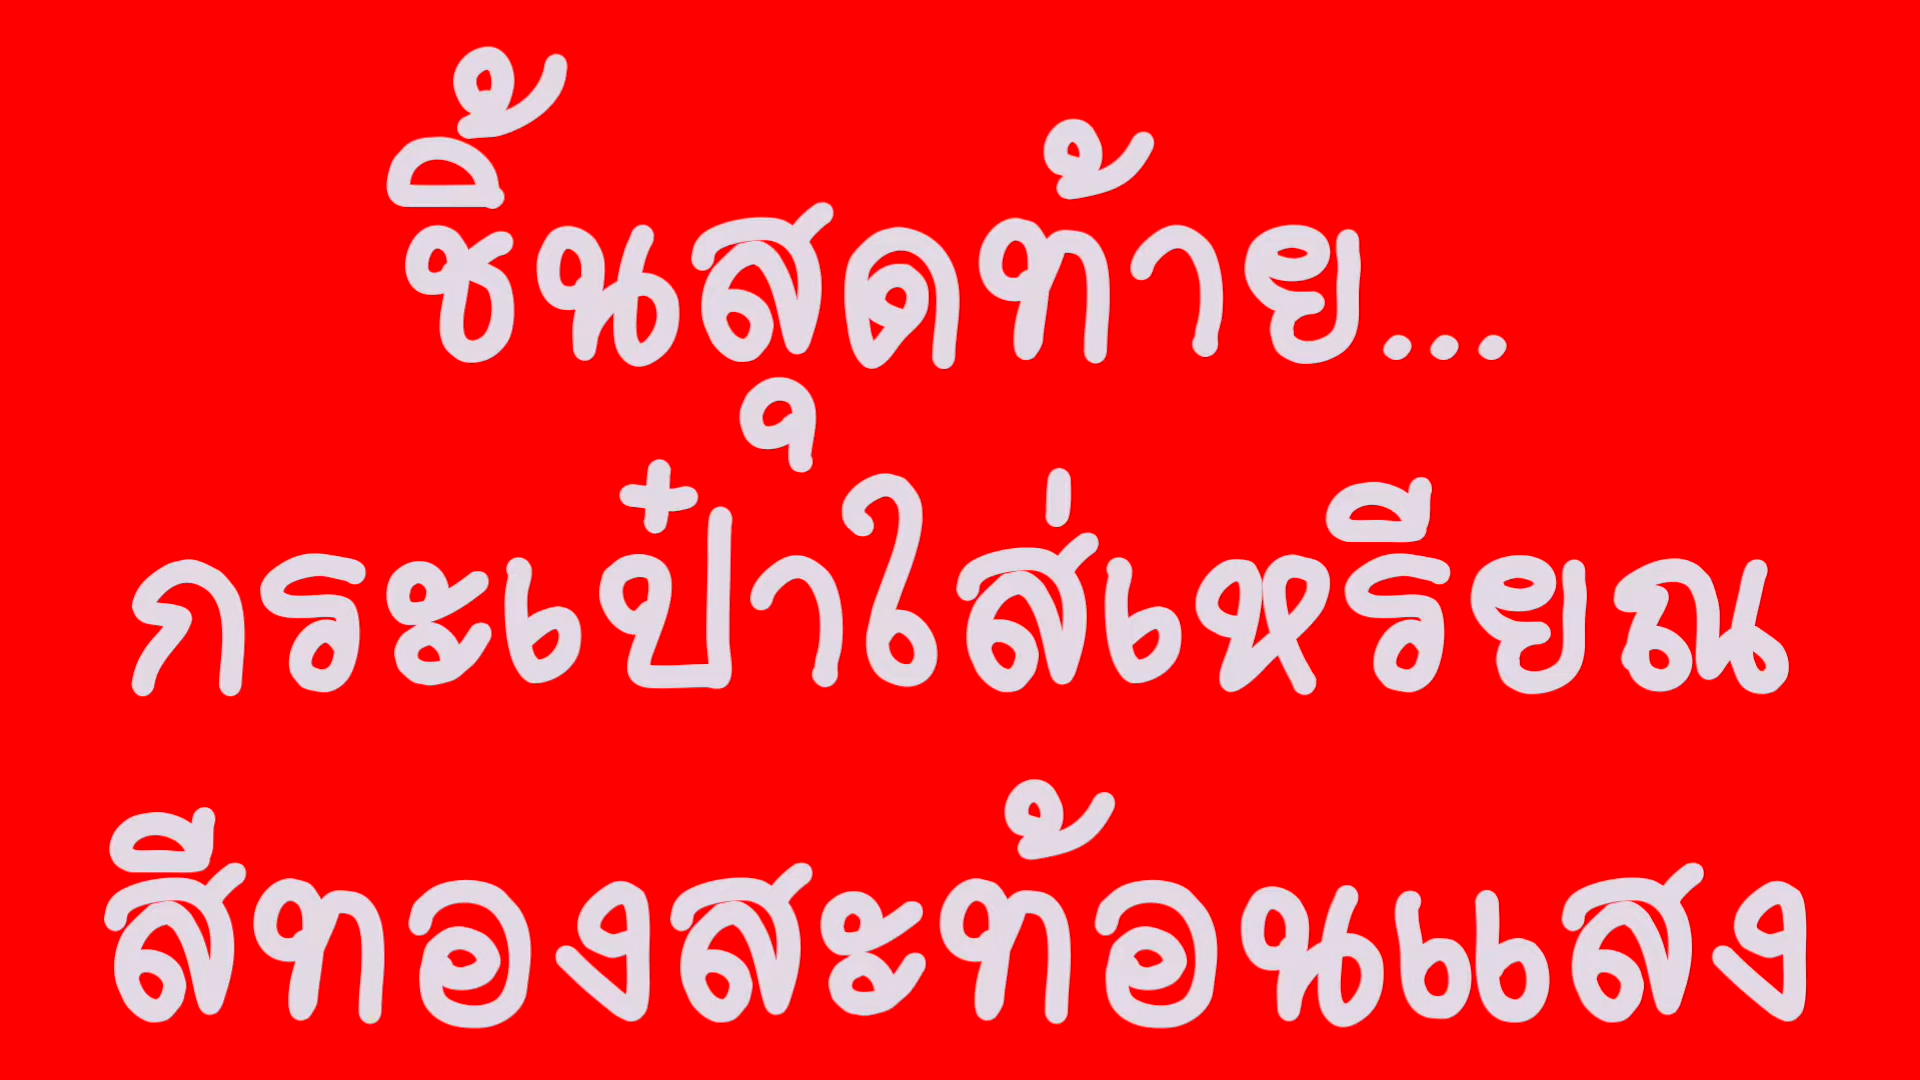 ชิ้นสุดท้าย...
กระเป๋าใส่เหรียณ
สีทองสะท้อนแสง